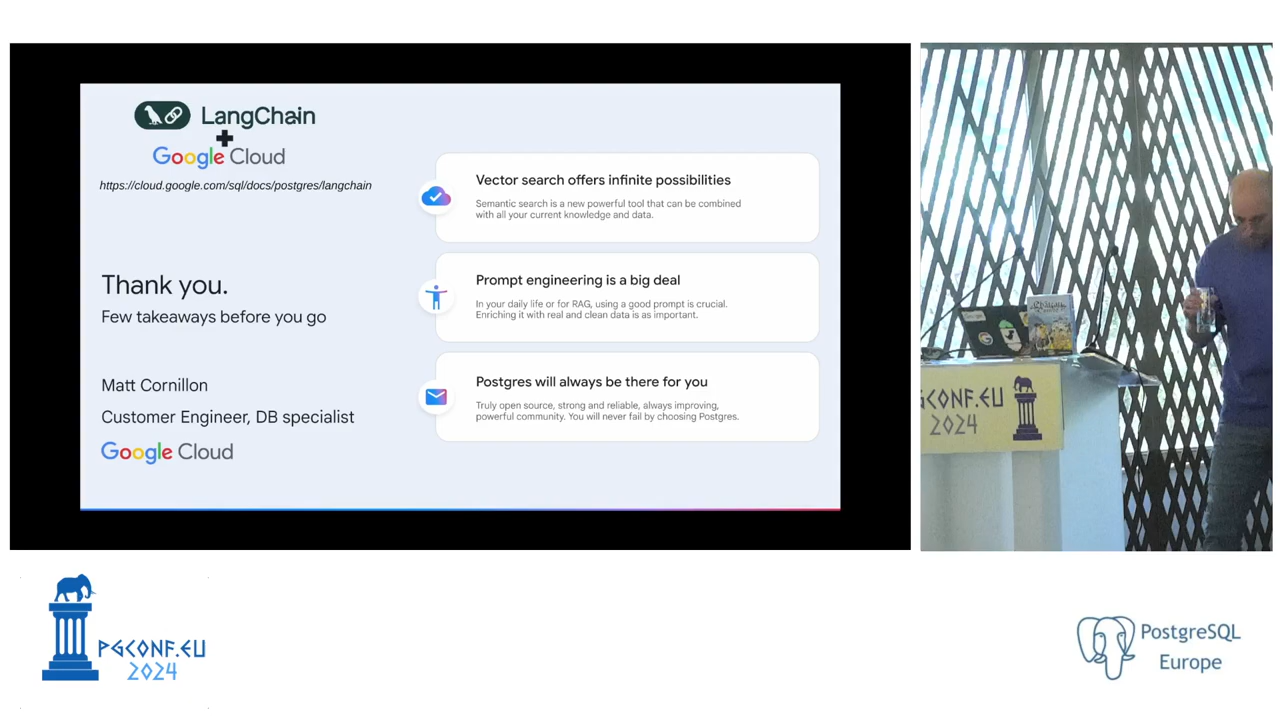 LangChain
Google Cloud
https://cloud.google.com/sql/docs/postgres/langchain
Thank you.
Few takeaways before you go
Matt Cornillon
Customer Engineer, DB specialist
Google Cloud
Vector search offers infinite possibilities
Semantic search is a new powerful tool that can be combined
with all your current knowledge and data.
Prompt engineering is a big deal
In your daily life or for RAG, using a good prompt is crucial.
Enriching it with real and clean data is as important.
Postgres will always be there for you
Truly open source, strong and reliable, always improving,
powerful community. You will never fail by choosing Postgres.
GCONF.EU
2024
PGCONF.EU
2024
PostgreSQL
Europe